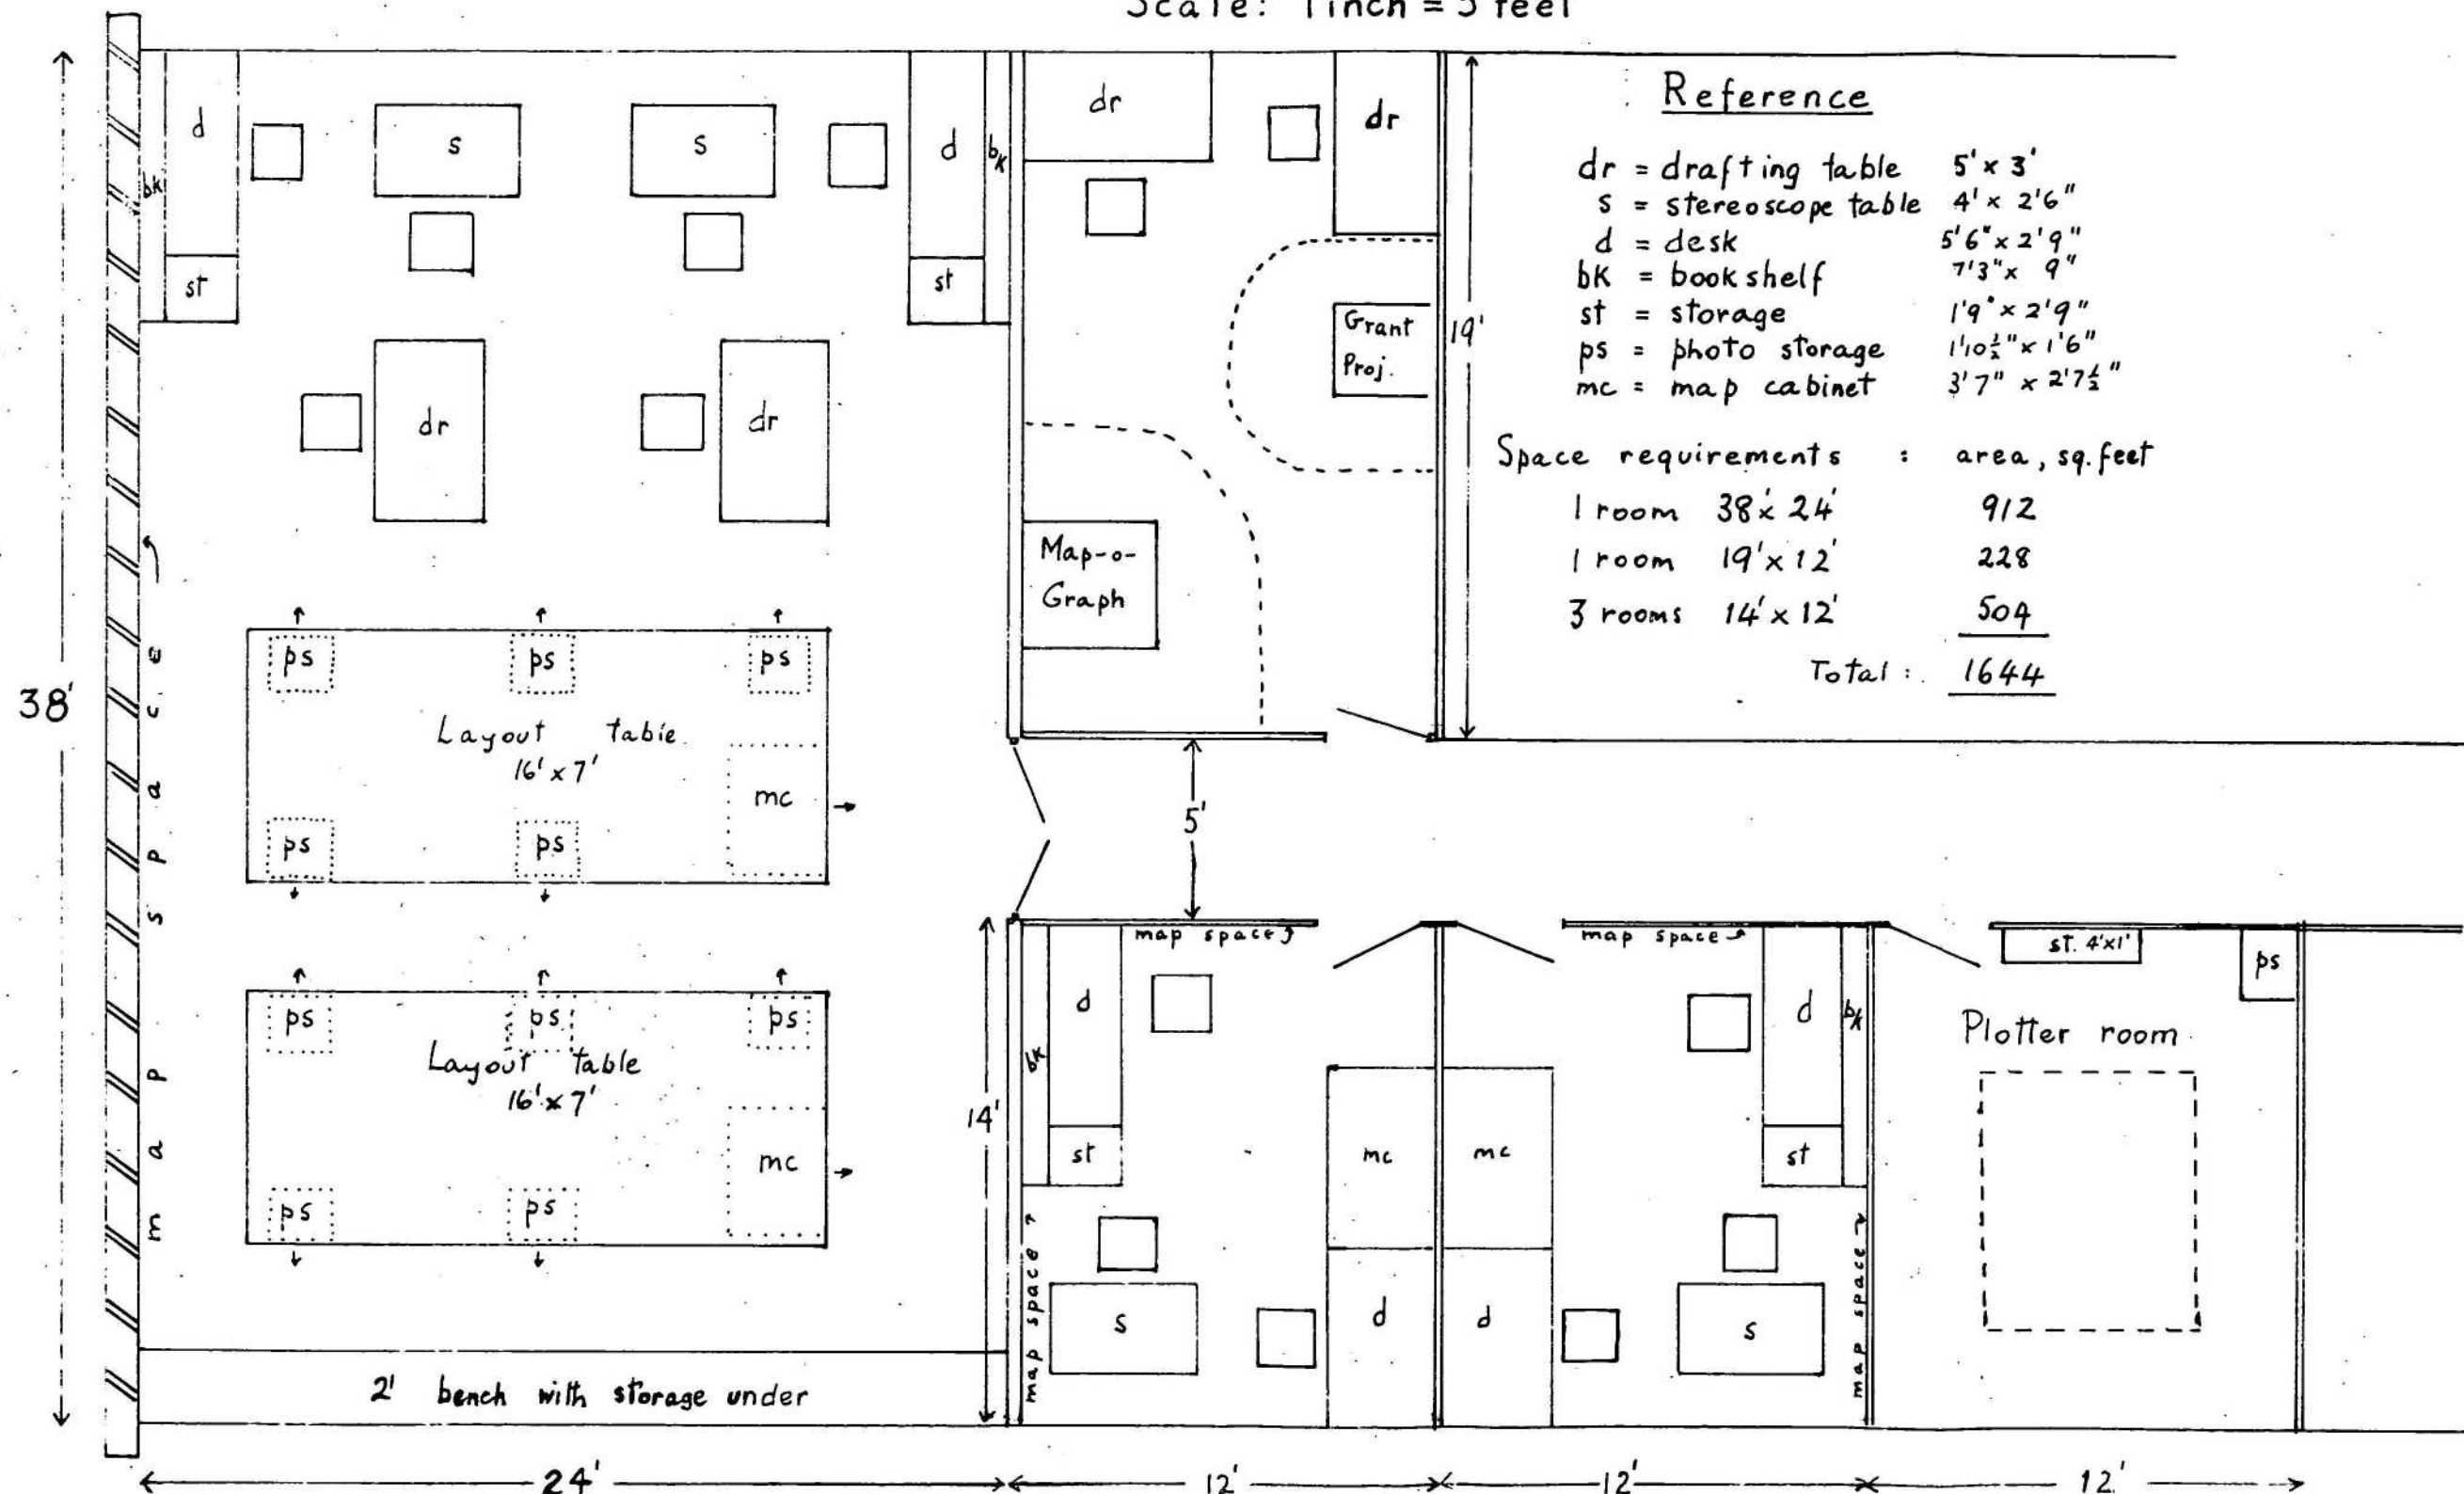 Scale: 1 inch = 5 feet
Reference
dr = drafting table 5' x 3'
s = stereoscope table 4' x 2'6"
d = desk 5'6" x 2'9"
bk = book shelf 7'3" x 9"
st = storage 1'9" x 2'9"
ps = photo storage 1'10½" x 1'6"
mc = map cabinet 3'7" x 2'7½"
Space requirements : area, sq. feet
1 room 38' x 24' 912
1 room 19' x 12' 228
3 rooms 14' x 12' 504
Total: 1644
d
s
s
d
bk
bk
st
st
dr
dr
dr
dr
Grant
Proj.
19'
Map-o-
Graph
38'
map space
ps
ps
ps
Layout table
16' x 7'
mc
ps
ps
5'
ps
ps
ps
Layout table
16' x 7'
mc
ps
ps
2' bench with storage under
14'
map space
d
bk
st
mc
map space
s
d
map space
d
bk
mc
st
d
s
map space
st. 4'x1'
ps
Plotter room
24'
12'
12'
12'